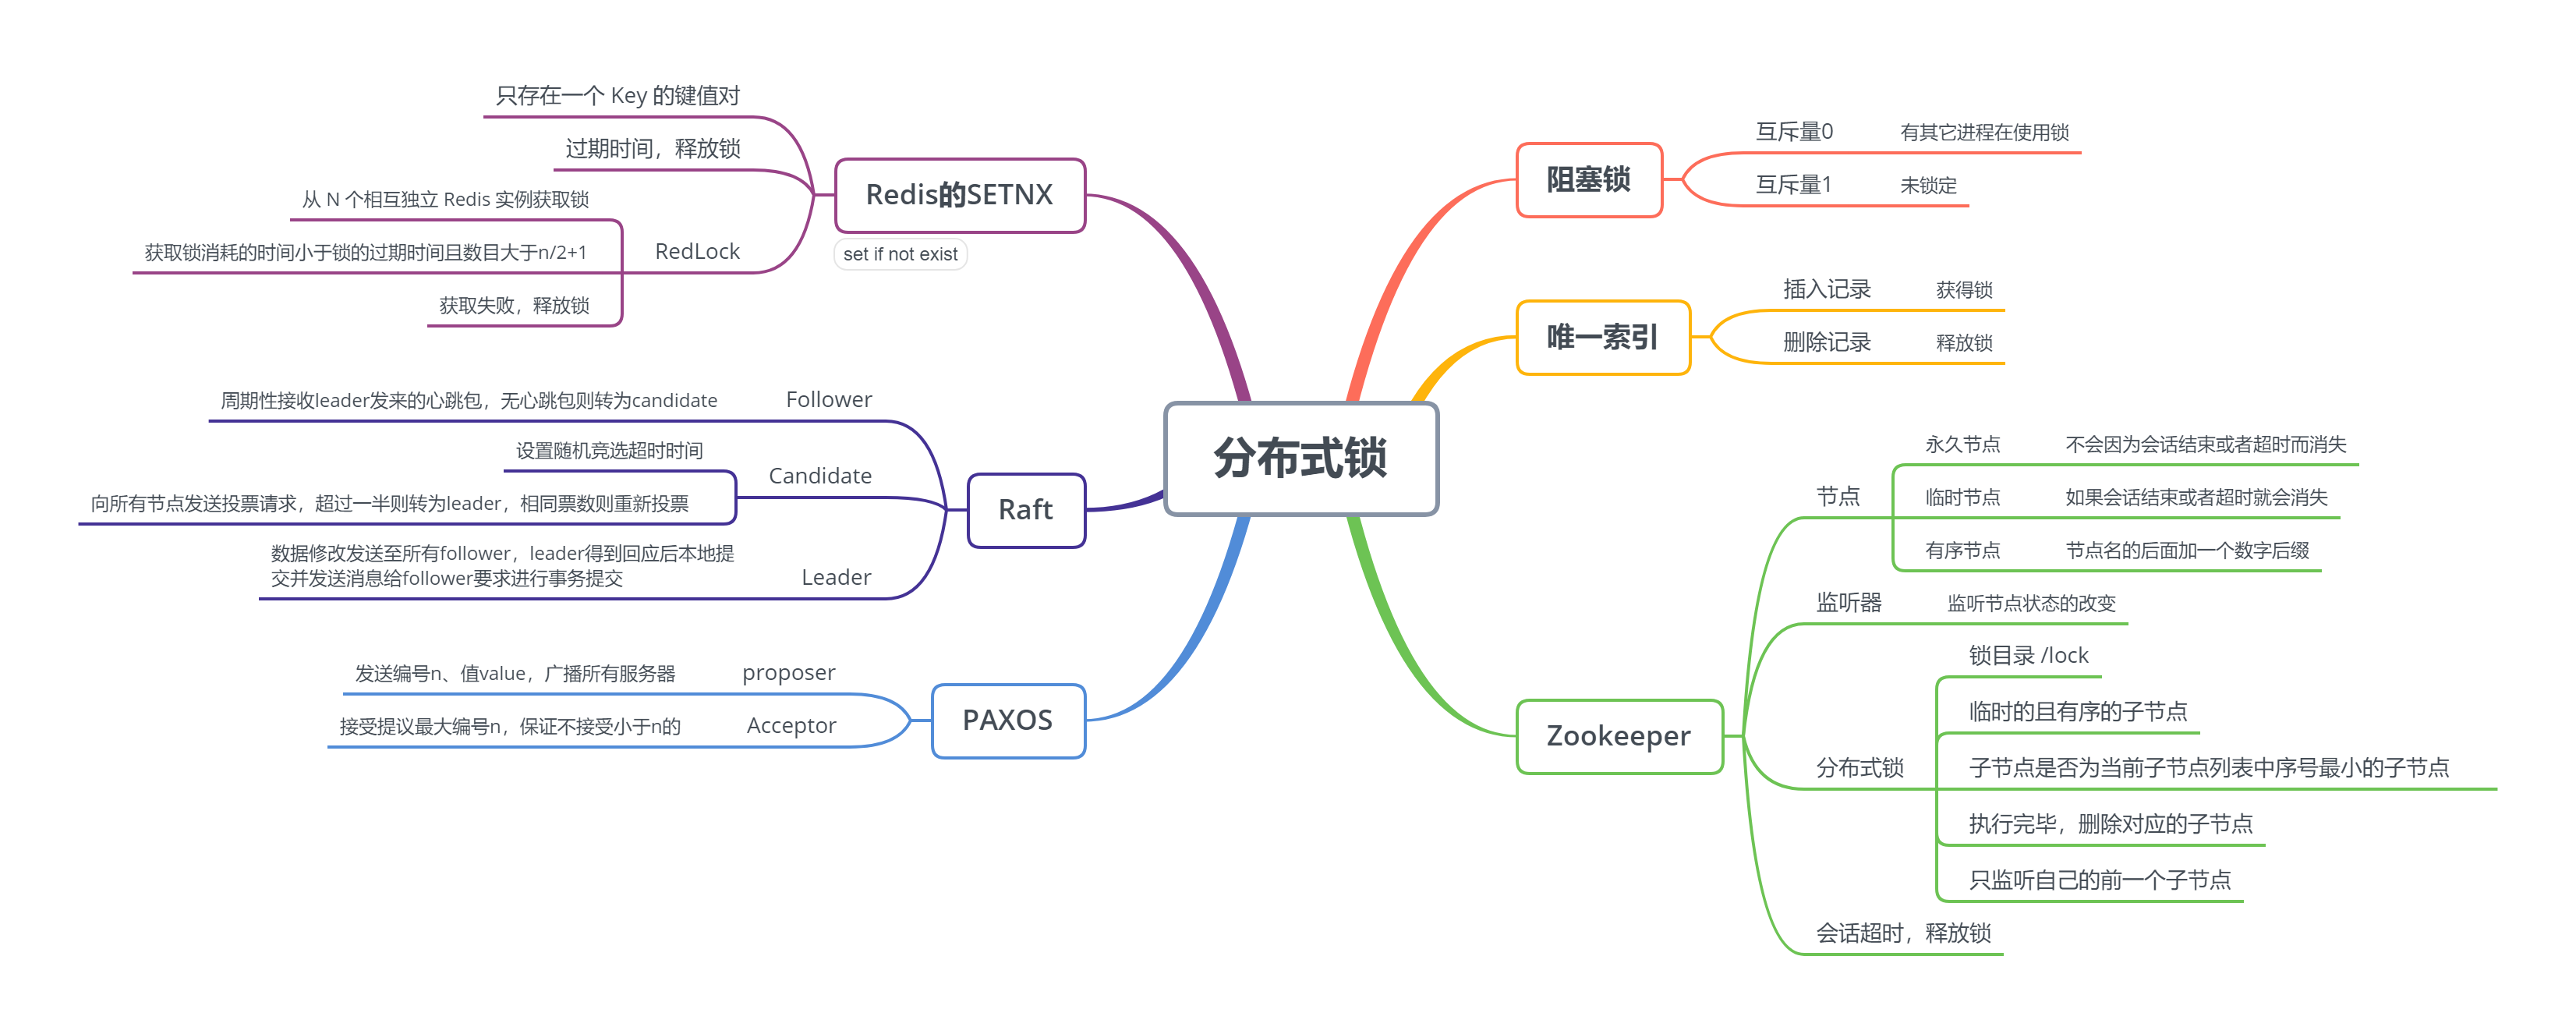 分布式锁
阻塞锁
互斥量0
有其它进程在使用锁
互斥量1
未锁定
唯一索引
插入记录
获得锁
删除记录
释放锁
Zookeeper
节点
永久节点
不会因为会话结束或者超时而消失
临时节点
如果会话结束或者超时就会消失
有序节点
节点名的后面加一个数字后缀
监听器
监听节点状态的改变
分布式锁
锁目录 /lock
临时的且有序的子节点
子节点是否为当前子节点列表中序号最小的子节点
执行完毕，删除对应的子节点
只监听自己的前一个子节点
会话超时，释放锁
Redis的SETNX
set if not exist
只存在一个 Key 的键值对
过期时间，释放锁
RedLock
从 N 个相互独立 Redis 实例获取锁
获取锁消耗的时间小于锁的过期时间且数目大于n/2+1
获取失败，释放锁
Raft
Follower
周期性接收leader发来的心跳包，无心跳包则转为candidate
Candidate
设置随机竞选超时时间
向所有节点发送投票请求，超过一半则转为leader，相同票数则重新投票
Leader
数据修改发送至所有follower，leader得到回应后本地提
交并发送消息给follower要求进行事务提交
PAXOS
proposer
发送编号n、值value，广播所有服务器
Acceptor
接受提议最大编号n，保证不接受小于n的